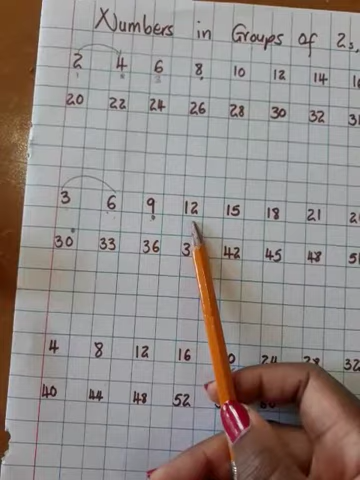 Numbers in Groups of 2s,
2 4 6 8 10 12 14
20 22 24 26 28 30 32
3 6 9 12 15 18 21
30 33 36 42 45 48
4 8 12 16 24 28 32
40 44 48 52